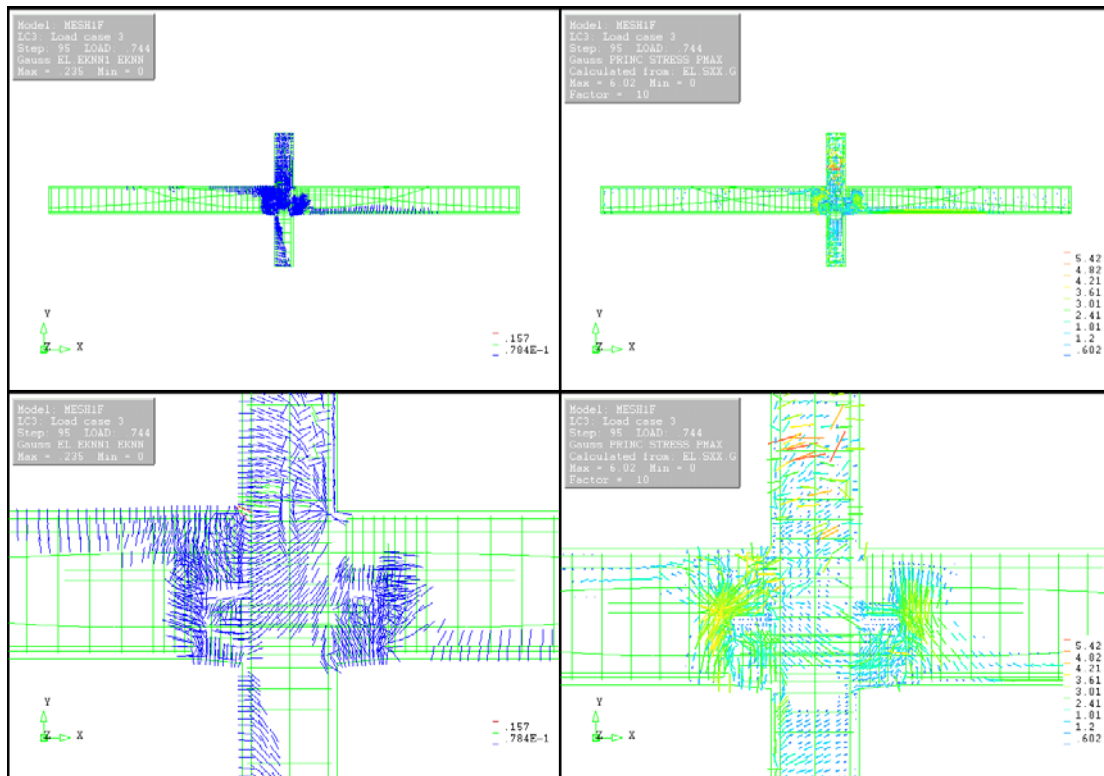 Model: MESH1F
LC3: Load case 3
Step: 95 LOAD: .744
Gauss EL.EKNN1 EKNN
Max = .235 Min = 0
Y
Z X
.157
.784E-1
Model: MESH1F
LC3: Load case 3
Step: 95 LOAD: .744
Gauss PRINC STRESS PMAX
Calculated from: EL.SXX.G
Max = 6.02 Min = 0
Factor = 10
Y
Z X
5.42
4.82
4.21
3.61
3.01
2.41
1.81
1.2
.602
Model: MESH1F
LC3: Load case 3
Step: 95 LOAD: .744
Gauss EL.EKNN1 EKNN
Max = .235 Min = 0
Y
Z X
.157
.784E-1
Model: MESH1F
LC3: Load case 3
Step: 95 LOAD: .744
Gauss PRINC STRESS PMAX
Calculated from: EL.SXX.G
Max = 6.02 Min = 0
Factor = 10
Y
Z X
5.42
4.82
4.21
3.61
3.01
2.41
1.81
1.2
.602